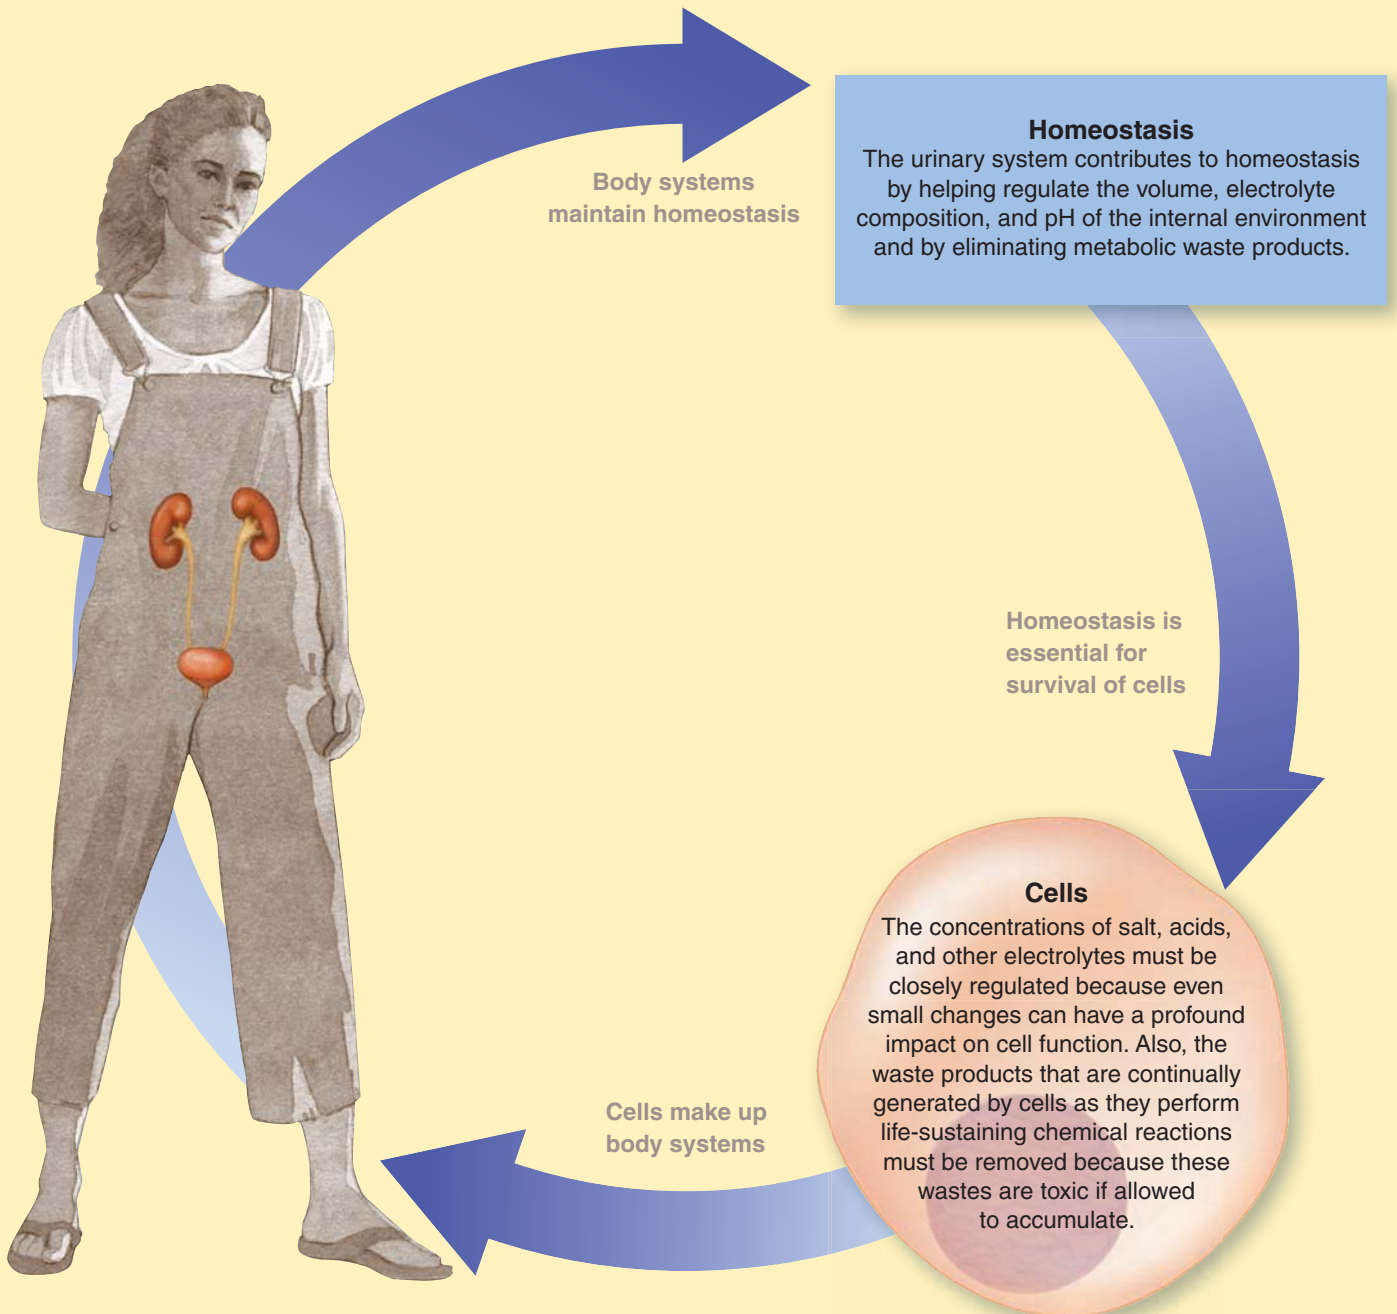 Body systems
maintain homeostasis
Homeostasis
The urinary system contributes to homeostasis
by helping regulate the volume, electrolyte
composition, and pH of the internal environment
and by eliminating metabolic waste products.
Homeostasis is
essential for
survival of cells
Cells
The concentrations of salt, acids,
and other electrolytes must be
closely regulated because even
small changes can have a profound
impact on cell function. Also, the
waste products that are continually
generated by cells as they perform
life-sustaining chemical reactions
must be removed because these
wastes are toxic if allowed
to accumulate.
Cells make up
body systems